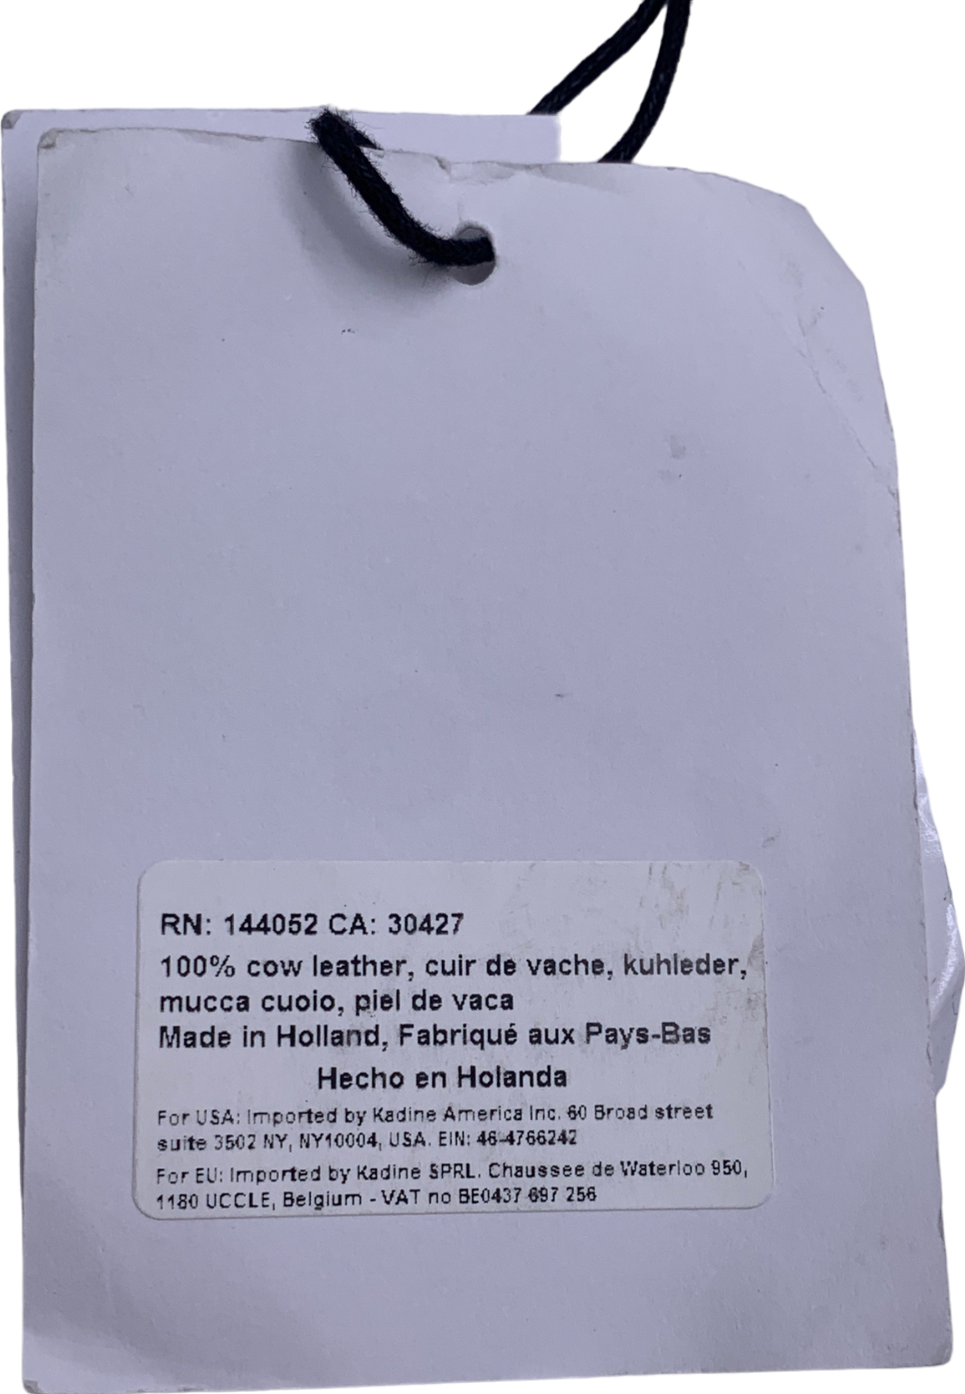 RN: 144052 CA: 30427
100% cow leather, cuir de vache, kuhleder,
mucca cuoio, piel de vaca
Made in Holland, Fabriqué aux Pays-Bas
Hecho en Holanda
For USA: Imported by Kadine America Inc. 60 Broad street
suite 3502 NY, NY10004, USA. EIN: 46-4766242
For EU: Imported by Kadine SPRL. Chaussee de Waterloo 950,
1180 UCCLE, Belgium - VAT no BE0437 697 256